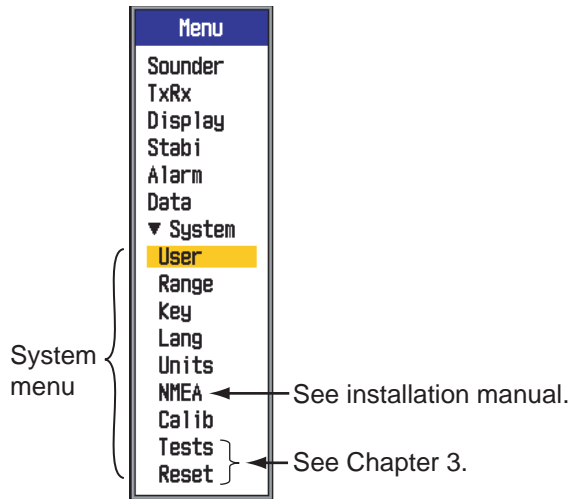 Menu
Sounder
TxRx
Display
Stabi
Alarm
Data
▼ System
User
Range
Key
Lang
Units
NMEA
Calib
Tests
Reset
System
menu
See installation manual.
See Chapter 3.